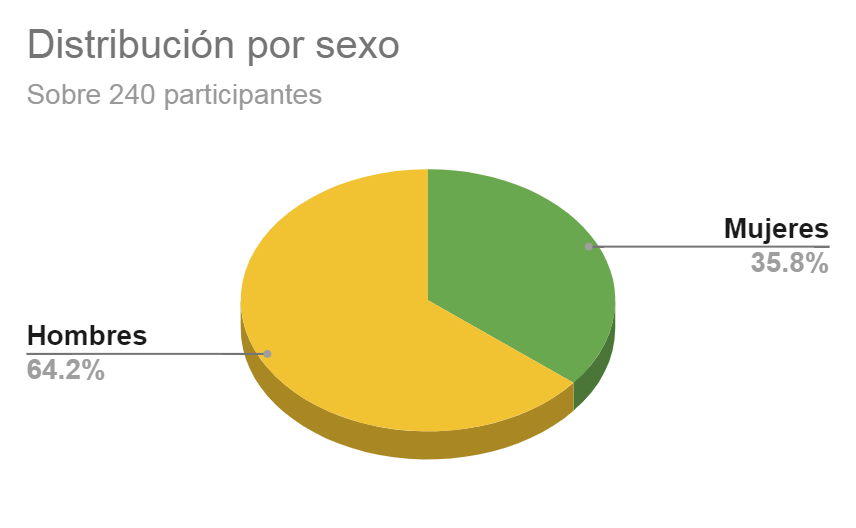 Distribución por sexo
Sobre 240 participantes
Mujeres
35.8%
Hombres
64.2%